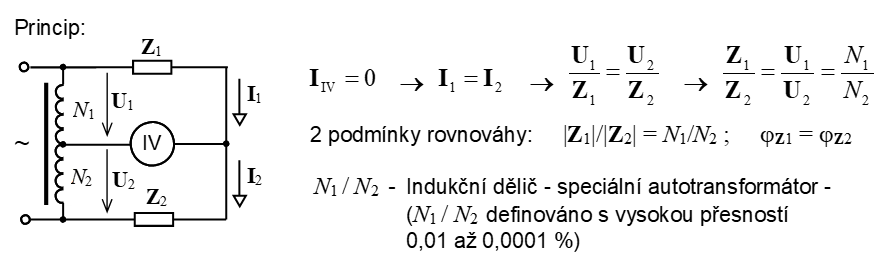 Princip:
Z1
N1
U1
I1
~
IV
N2
U2
I2
Z2
I_IV = 0 → I1 = I2 → U1/Z1 = U2/Z2 → Z1/Z2 = U1/U2 = N1/N2
2 podmínky rovnováhy: |Z1|/|Z2| = N1/N2 ; φZ1 = φZ2
N1 / N2 - Indukční dělič - speciální autotransformátor -
(N1 / N2 definováno s vysokou přesností
0,01 až 0,0001 %)